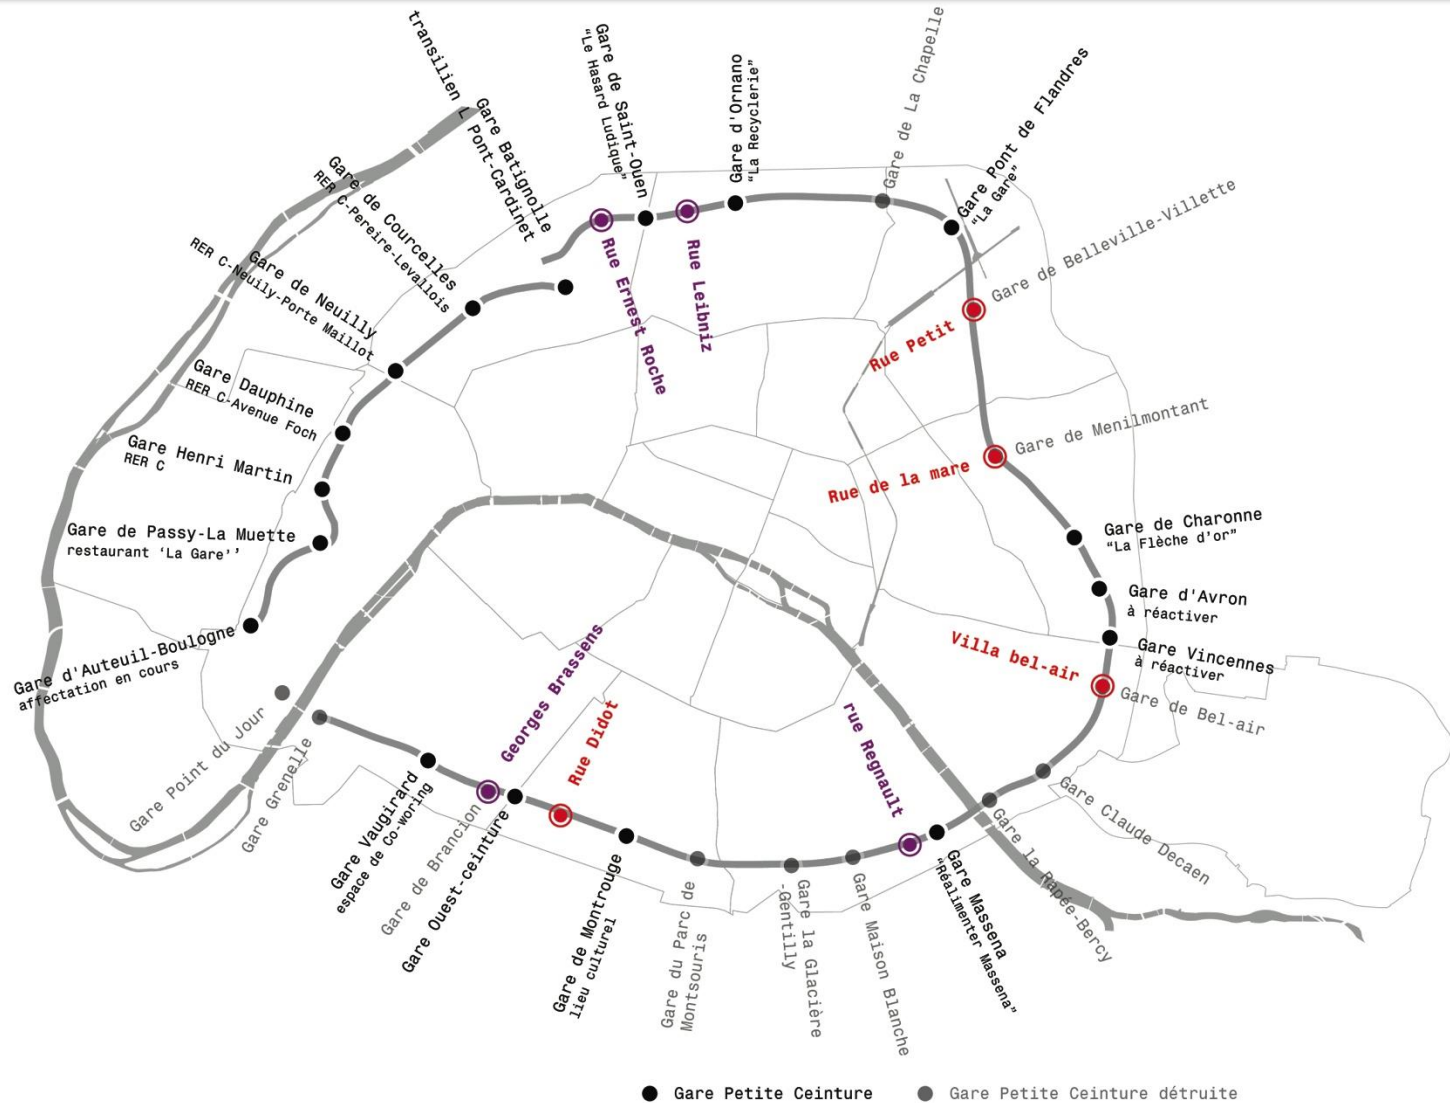 transilien L Pont-Cardinet
Gare Batignolle
Gare de Saint-Ouen
"Le Hasard Ludique"
Gare d'Ornano
"La Recyclerie"
Gare de La Chapelle
Gare Pont de Flandres
"La Gare"
Gare de Belleville-Villette
Gare de Courcelles
RER C-Pereire-Levallois
Gare de Neuilly
RER C-Neuily-Porte Maillot
Gare Dauphine
RER C-Avenue Foch
Gare Henri Martin
RER C
Gare de Passy-La Muette
restaurant ‘La Gare’’
Gare d'Auteuil-Boulogne
affectation en cours
Rue Ernest Roche
Rue Leibniz
Rue Petit
Gare de Menilmontant
Rue de la mare
Gare de Charonne
"La Flèche d'or"
Gare d'Avron
à réactiver
Gare Vincennes
à réactiver
Villa bel-air
Gare de Bel-air
Gare Point du Jour
Gare Grenelle
Georges Brassens
Rue Didot
rue Regnault
Gare Vaugirard
espace de Co-woring
Gare de Brancion
Gare Ouest-ceinture
Gare de Montrouge
lieu culturel
Gare du Parc de
Montsouris
Gare la Glacière
-Gentilly
Gare Maison Blanche
Gare Massena
"Réalimenter Massena"
Gare la Rapée-Bercy
Gare Claude Decaen
Gare Petite Ceinture
Gare Petite Ceinture détruite